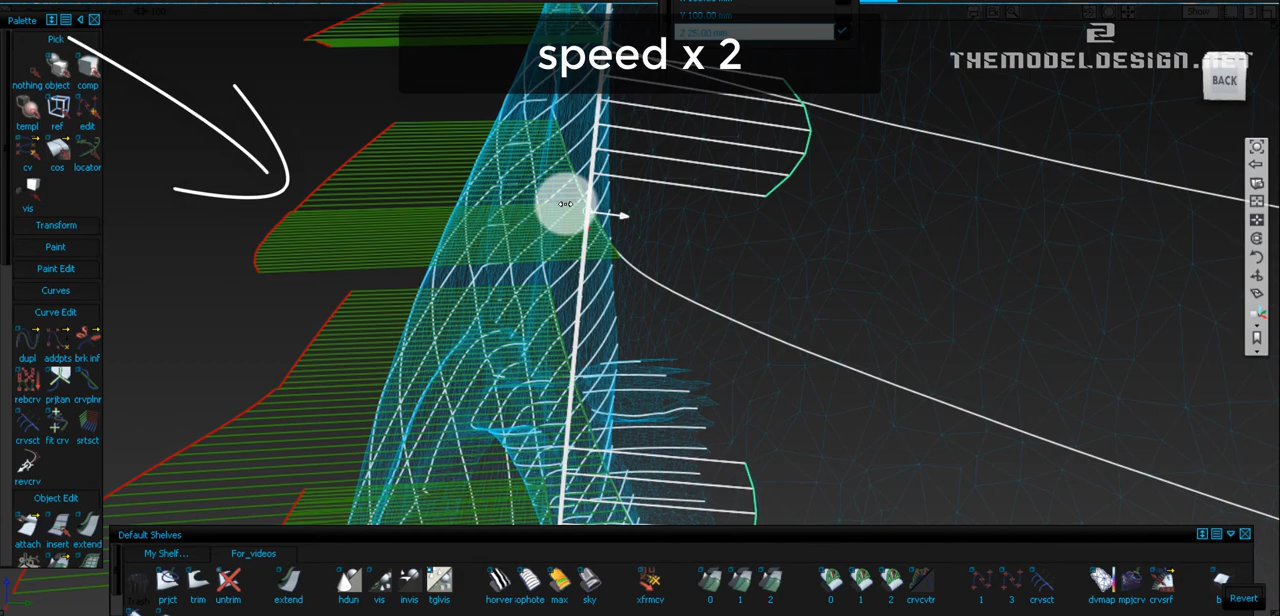 Palette
Y 100.00 mm
Z 25.00 mm
speed x 2
Show
THEMODELDESIGN.NET
BACK
Pick
nothing object comp
templ ref edit
cv cos locator
vis
Transform
Paint
Paint Edit
Curves
Curve Edit
dupl addpts brk inf
rebcrv prjtan crvplnr
crvsct fit crv srtsct
revcrv
Object Edit
attach insert extend
Default Shelves
My Shelf... For_videos
Trash prjct trim untrim extend hdun vis invis tglvis horver max sky xfrmcv 0 1 2 0 1 2 crvcvtr 1 3 crvsct dvmap mpjcrv crvsrf
Revert